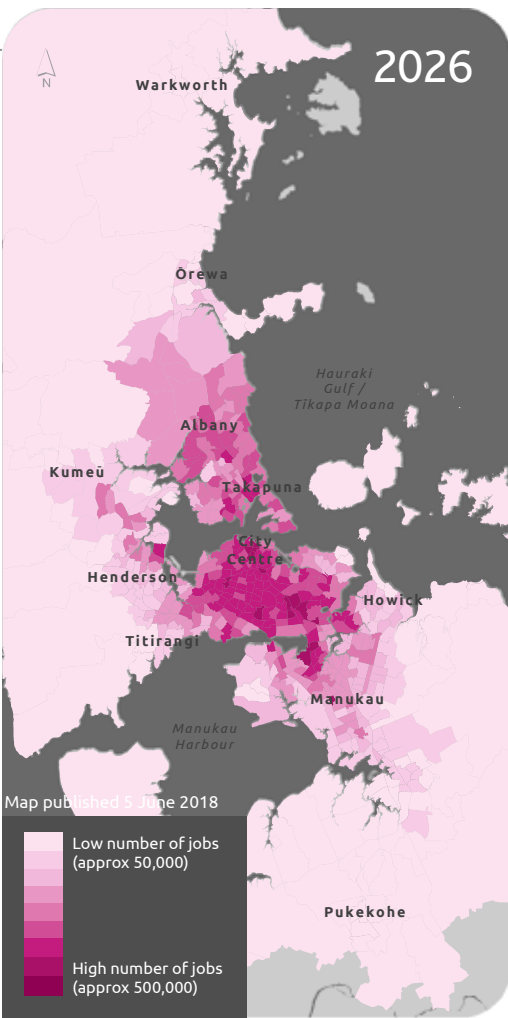 2026
N
Warkworth
Ōrewa
Hauraki
Gulf /
Tīkapa Moana
Albany
Kumeū
Takapuna
City
Centre
Henderson
Howick
Titirangi
Manukau
Manukau
Harbour
Map published 5 June 2018
Low number of jobs
(approx 50,000)
High number of jobs
(approx 500,000)
Pukekohe